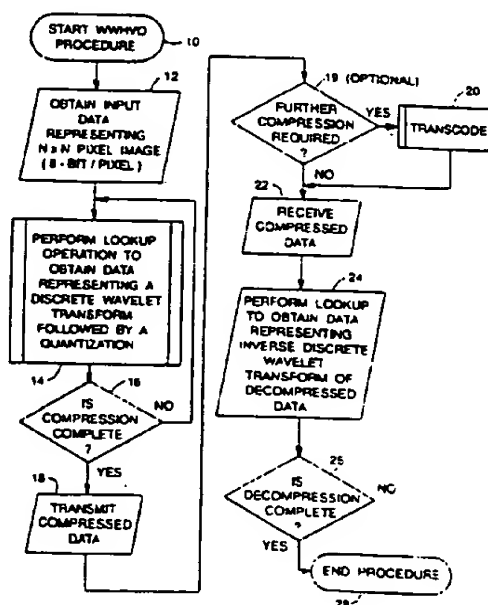 START WWHVQ
PROCEDURE
10
12
OBTAIN INPUT
DATA
REPRESENTING
N x N PIXEL IMAGE
( 8 - BIT / PIXEL )
PERFORM LOOKUP
OPERATION TO
OBTAIN DATA
REPRESENTING A
DISCRETE WAVELET
TRANSFORM
FOLLOWED BY A
QUANTIZATION
14
16
IS
COMPRESSION
COMPLETE
?
NO
YES
18
TRANSMIT
COMPRESSED
DATA
19 (OPTIONAL)
FURTHER
COMPRESSION
REQUIRED
?
YES
20
TRANSCODE
NO
22
RECEIVE
COMPRESSED
DATA
24
PERFORM LOOKUP
TO OBTAIN DATA
REPRESENTING
INVERSE DISCRETE
WAVELET
TRANSFORM OF
DECOMPRESSED
DATA
25
IS
DECOMPRESSION
COMPLETE
?
NO
YES
END PROCEDURE